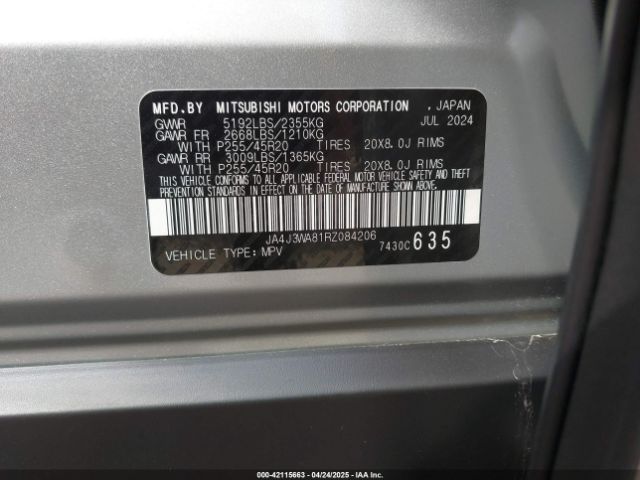 MFD.BY MITSUBISHI MOTORS CORPORATION , JAPAN
GVWR 5192LBS/2355KG JUL 2024
GAWR FR 2668LBS/1210KG
WITH P255/45R20 TIRES 20X8.0J RIMS
GAWR RR 3009LBS/1365KG
WITH P255/45R20 TIRES 20X8.0J RIMS
THIS VEHICLE CONFORMS TO ALL APPLICABLE FEDERAL MOTOR VEHICLE SAFETY AND THEFT
PREVENTION STANDARDS IN EFFECT ON THE DATE OF MANUFACTURE SHOWN ABOVE.
JA4J3WA81RZ084206
VEHICLE TYPE: MPV 7430C 635
000-42115663 - 04/24/2025 - IAAI.COM